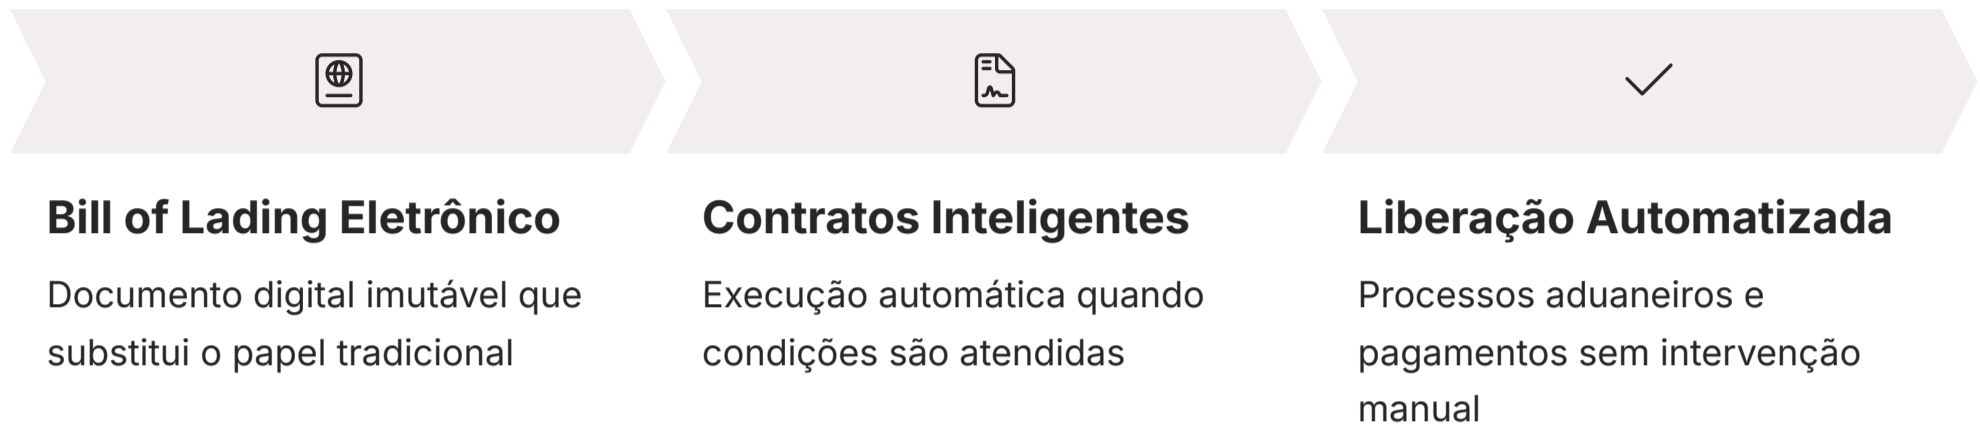 Bill of Lading Eletrônico
Documento digital imutável que
substitui o papel tradicional
Contratos Inteligentes
Execução automática quando
condições são atendidas
Liberação Automatizada
Processos aduaneiros e
pagamentos sem intervenção
manual